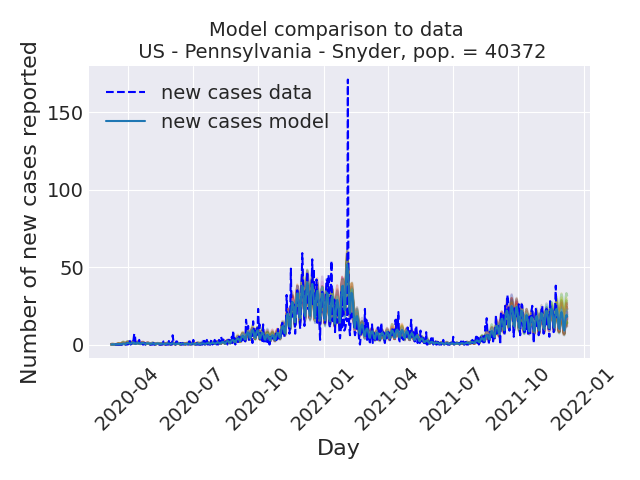 Model comparison to data
US - Pennsylvania - Snyder, pop. = 40372
Number of new cases reported
150
100
50
0
new cases data
new cases model
2020-04
2020-07
2020-10
2021-01
2021-04
2021-07
2021-10
2022-01
Day